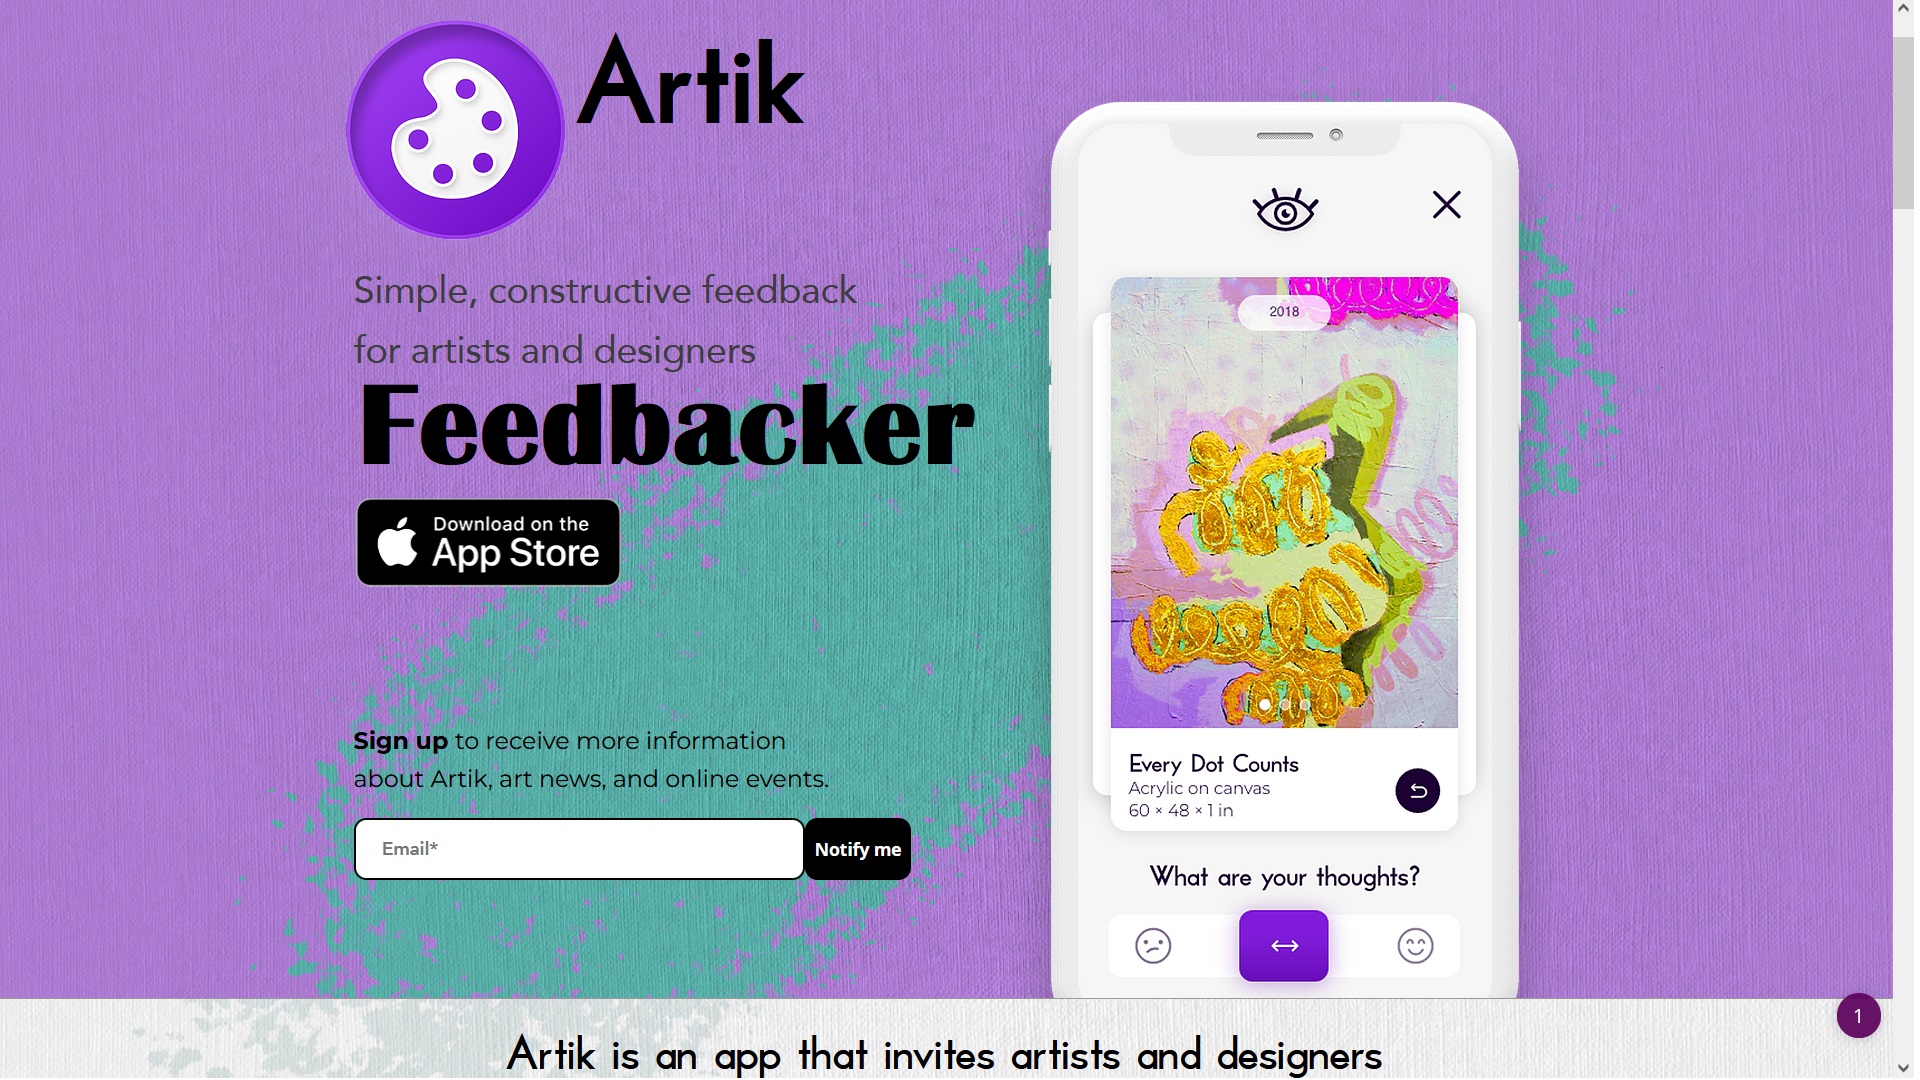 Artik
Simple, constructive feedback
for artists and designers
Feedbacker
Download on the
App Store
Sign up to receive more information
about Artik, art news, and online events.
Email*
Notify me
2018
Every Dot Counts
Acrylic on canvas
60 × 48 × 1 in
What are your thoughts?
1
Artik is an app that invites artists and designers